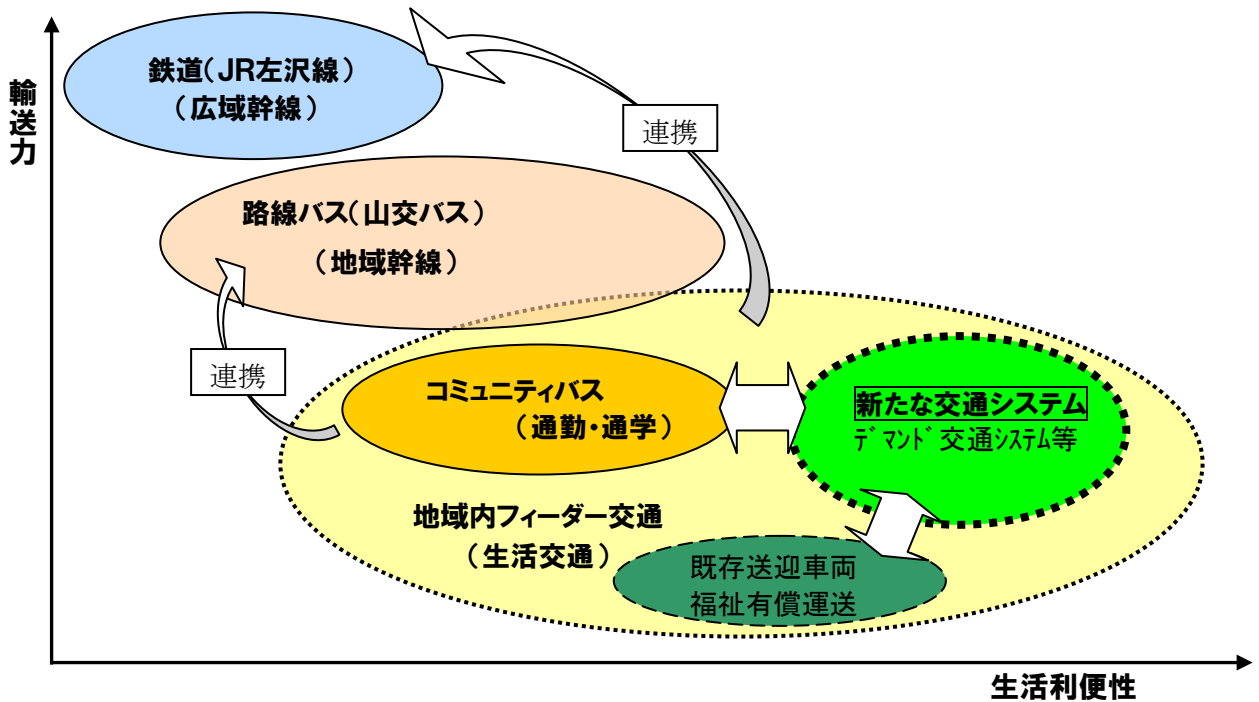 輸送力
鉄道(JR左沢線)
(広域幹線)
連携
路線バス(山交バス)
(地域幹線)
連携
コミュニティバス
(通勤・通学)
新たな交通システム
ﾃﾞﾏﾝﾄﾞ交通ｼｽﾃﾑ等
地域内フィーダー交通
(生活交通)
既存送迎車両
福祉有償運送
生活利便性